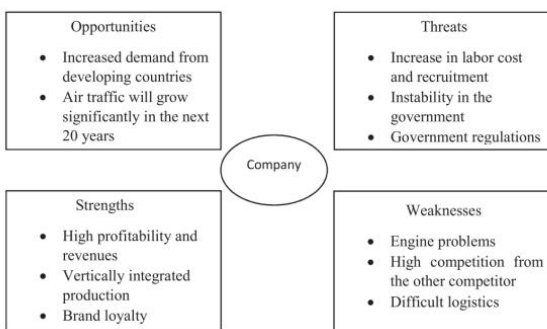 Opportunities
• Increased demand from
developing countries
• Air traffic will grow
significantly in the next
20 years
Threats
• Increase in labor cost
and recruitment
• Instability in the
government
• Government regulations
Company
Strengths
• High profitability and
revenues
• Vertically integrated
production
• Brand loyalty
Weaknesses
• Engine problems
• High competition from
the other competitor
• Difficult logistics